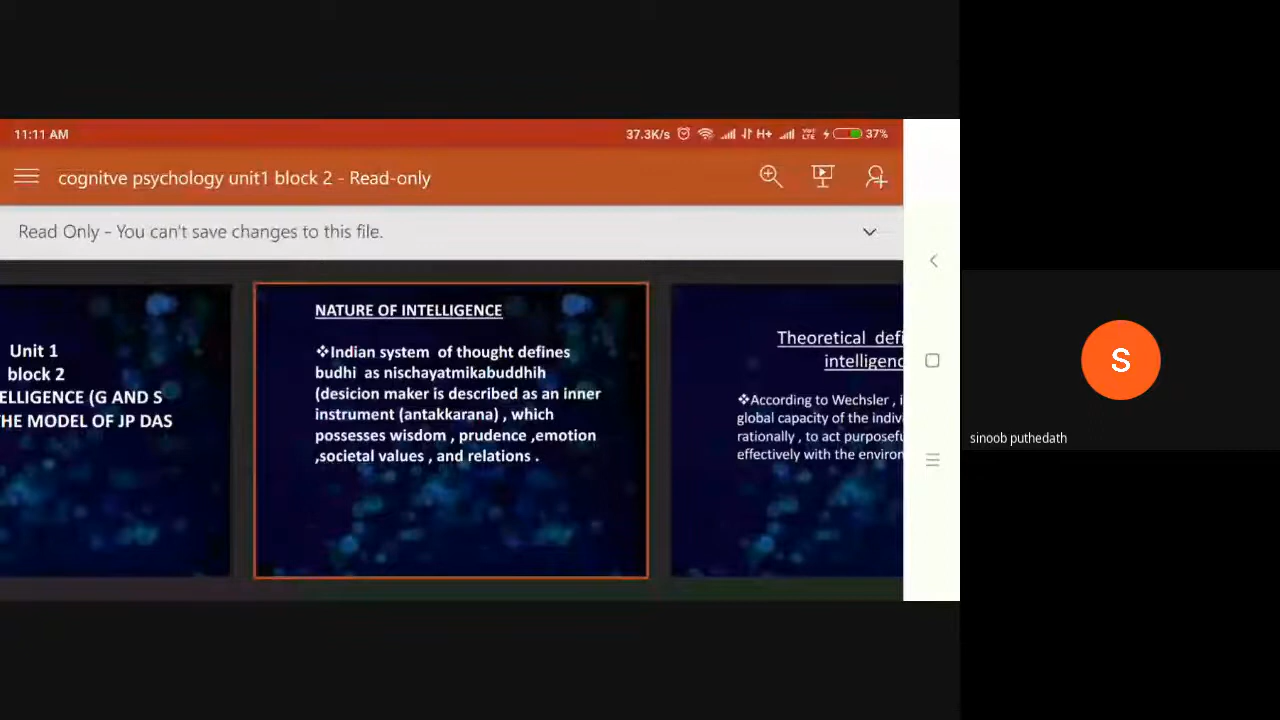 11:11 AM
37.3K/s H+ VoD LTE 37%
cognitve psychology unit1 block 2 - Read-only
Read Only - You can't save changes to this file.
Unit 1
block 2
ELLIGENCE (G AND S
HE MODEL OF JP DAS
NATURE OF INTELLIGENCE
❖Indian system of thought defines
budhi as nischayatmikabuddhih
(desicion maker is described as an inner
instrument (antakkarana) , which
possesses wisdom , prudence ,emotion
,societal values , and relations .
Theoretical defi
intelligenc
❖According to Wechsler , i
global capacity of the indiv
rationally , to act purposefu
effectively with the environ
S
sinoob puthedath